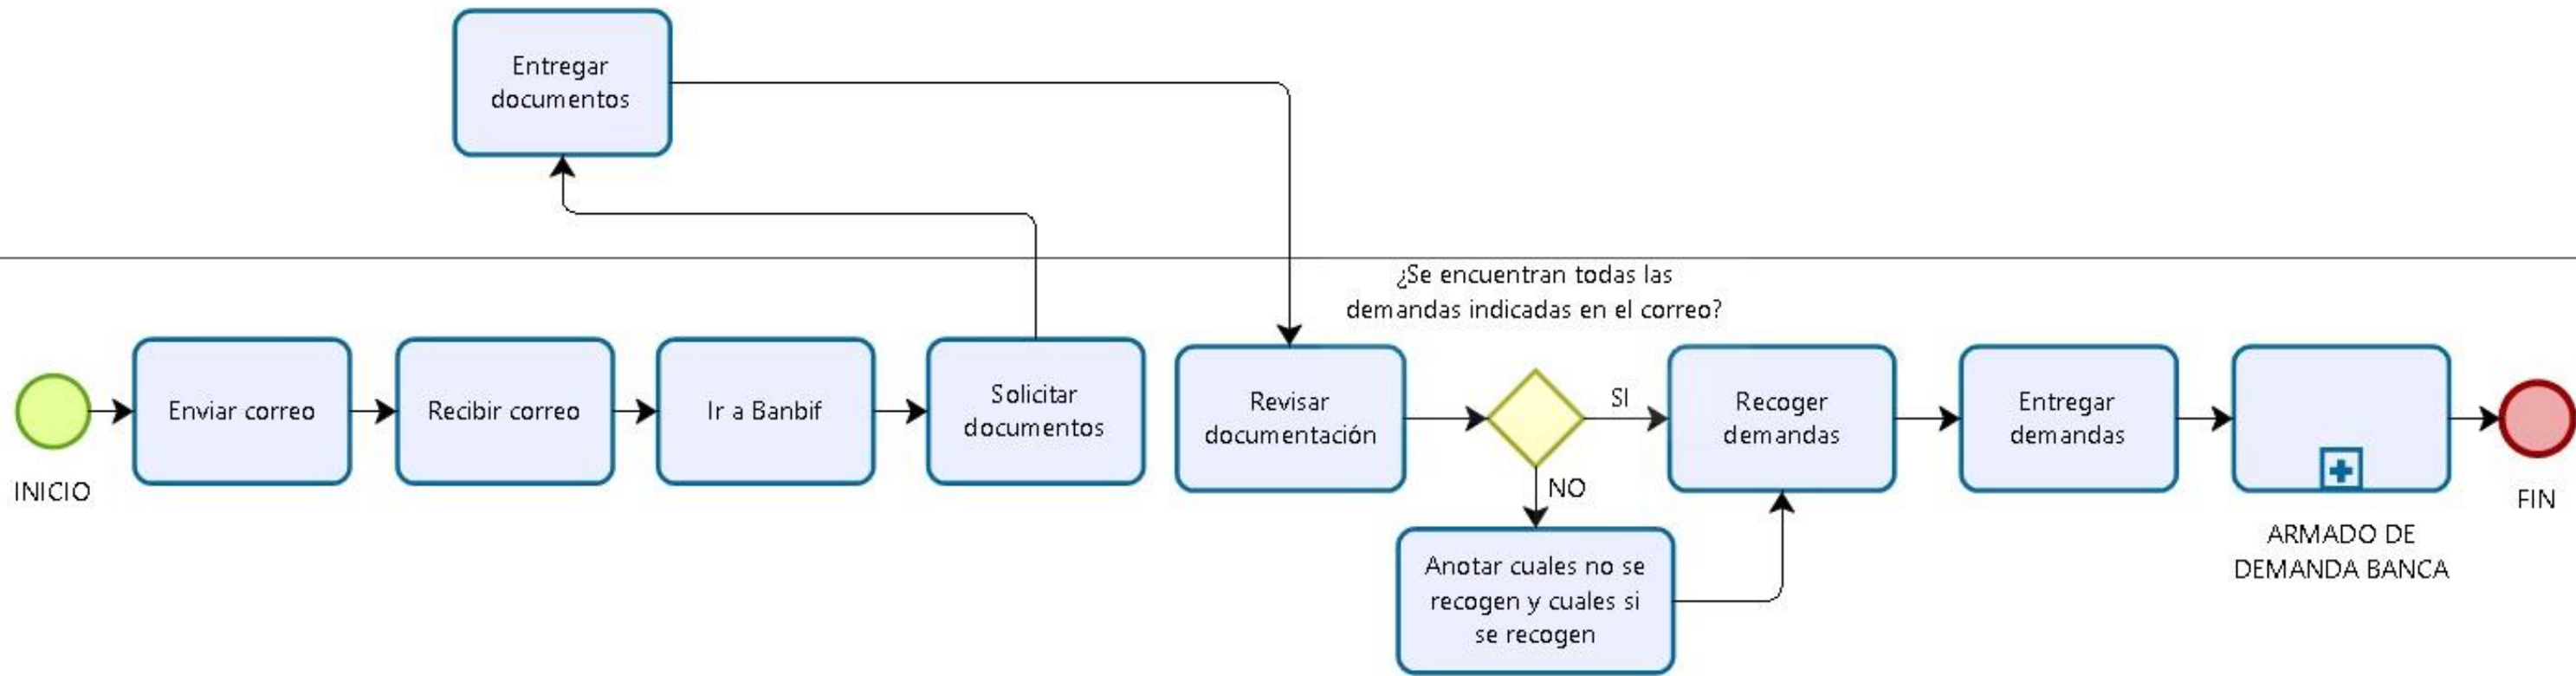 Entregar
documentos
¿Se encuentran todas las
demandas indicadas en el correo?
INICIO
Enviar correo
Recibir correo
Ir a Banbif
Solicitar
documentos
Revisar
documentación
SI
NO
Anotar cuales no se
recogen y cuales si
se recogen
Recoger
demandas
Entregar
demandas
ARMADO DE
DEMANDA BANCA
FIN